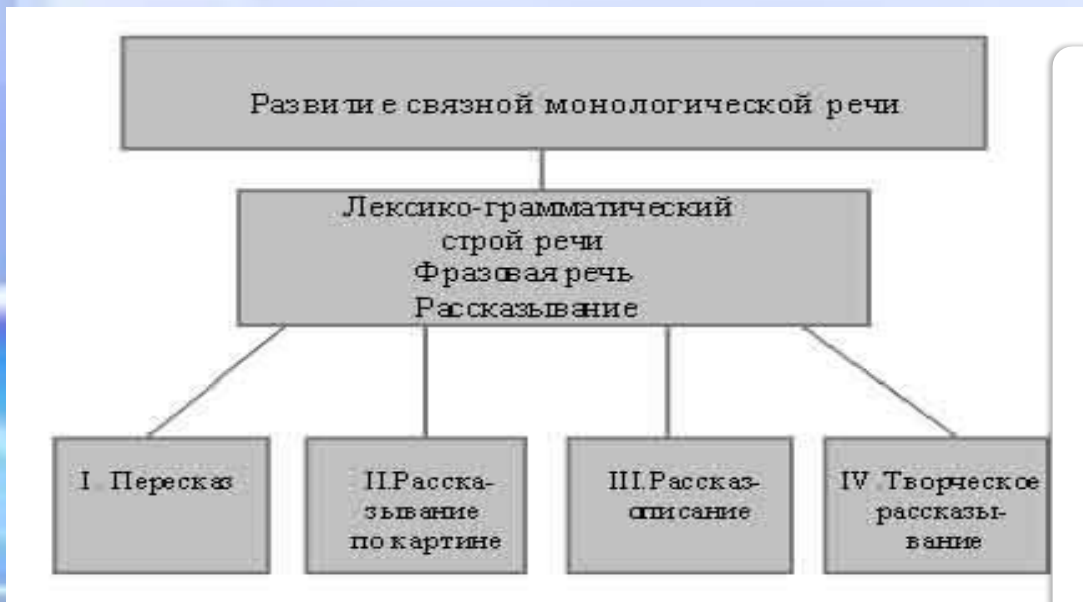 Развитие связной монологической речи
Лексико-грамматический
строй речи
Фразовая речь
Рассказывание
I. Пересказ
II.Расска-
зывание
по картине
III.Рассказ-
описание
IV.Творческое
рассказы-
вание